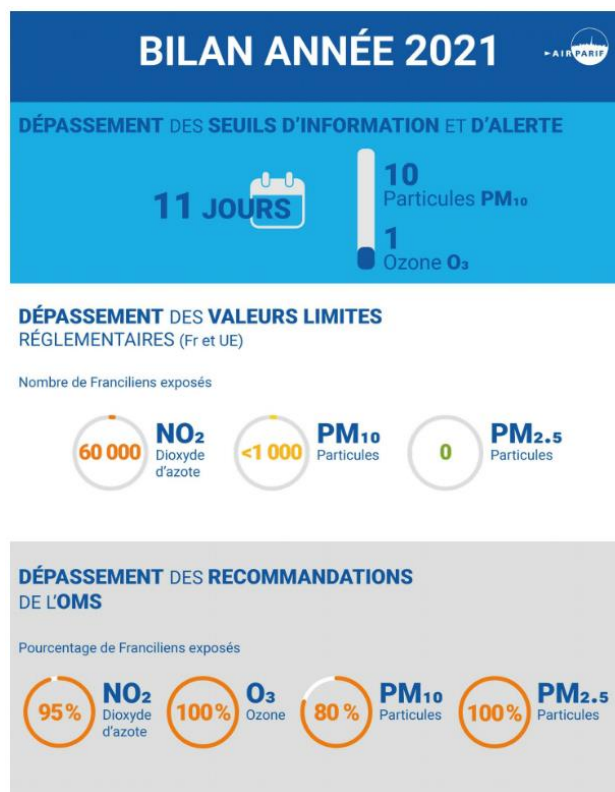 BILAN ANNÉE 2021
AIRPARIF
DÉPASSEMENT DES SEUILS D'INFORMATION ET D'ALERTE
11 JOURS
10
Particules PM₁₀
1
Ozone O₃
DÉPASSEMENT DES VALEURS LIMITES
RÉGLEMENTAIRES (Fr et UE)
Nombre de Franciliens exposés
60 000
NO₂
Dioxyde
d'azote
<1 000
PM₁₀
Particules
0
PM₂.₅
Particules
DÉPASSEMENT DES RECOMMANDATIONS
DE L'OMS
Pourcentage de Franciliens exposés
95%
NO₂
Dioxyde
d'azote
100%
O₃
Ozone
80%
PM₁₀
Particules
100%
PM₂.₅
Particules